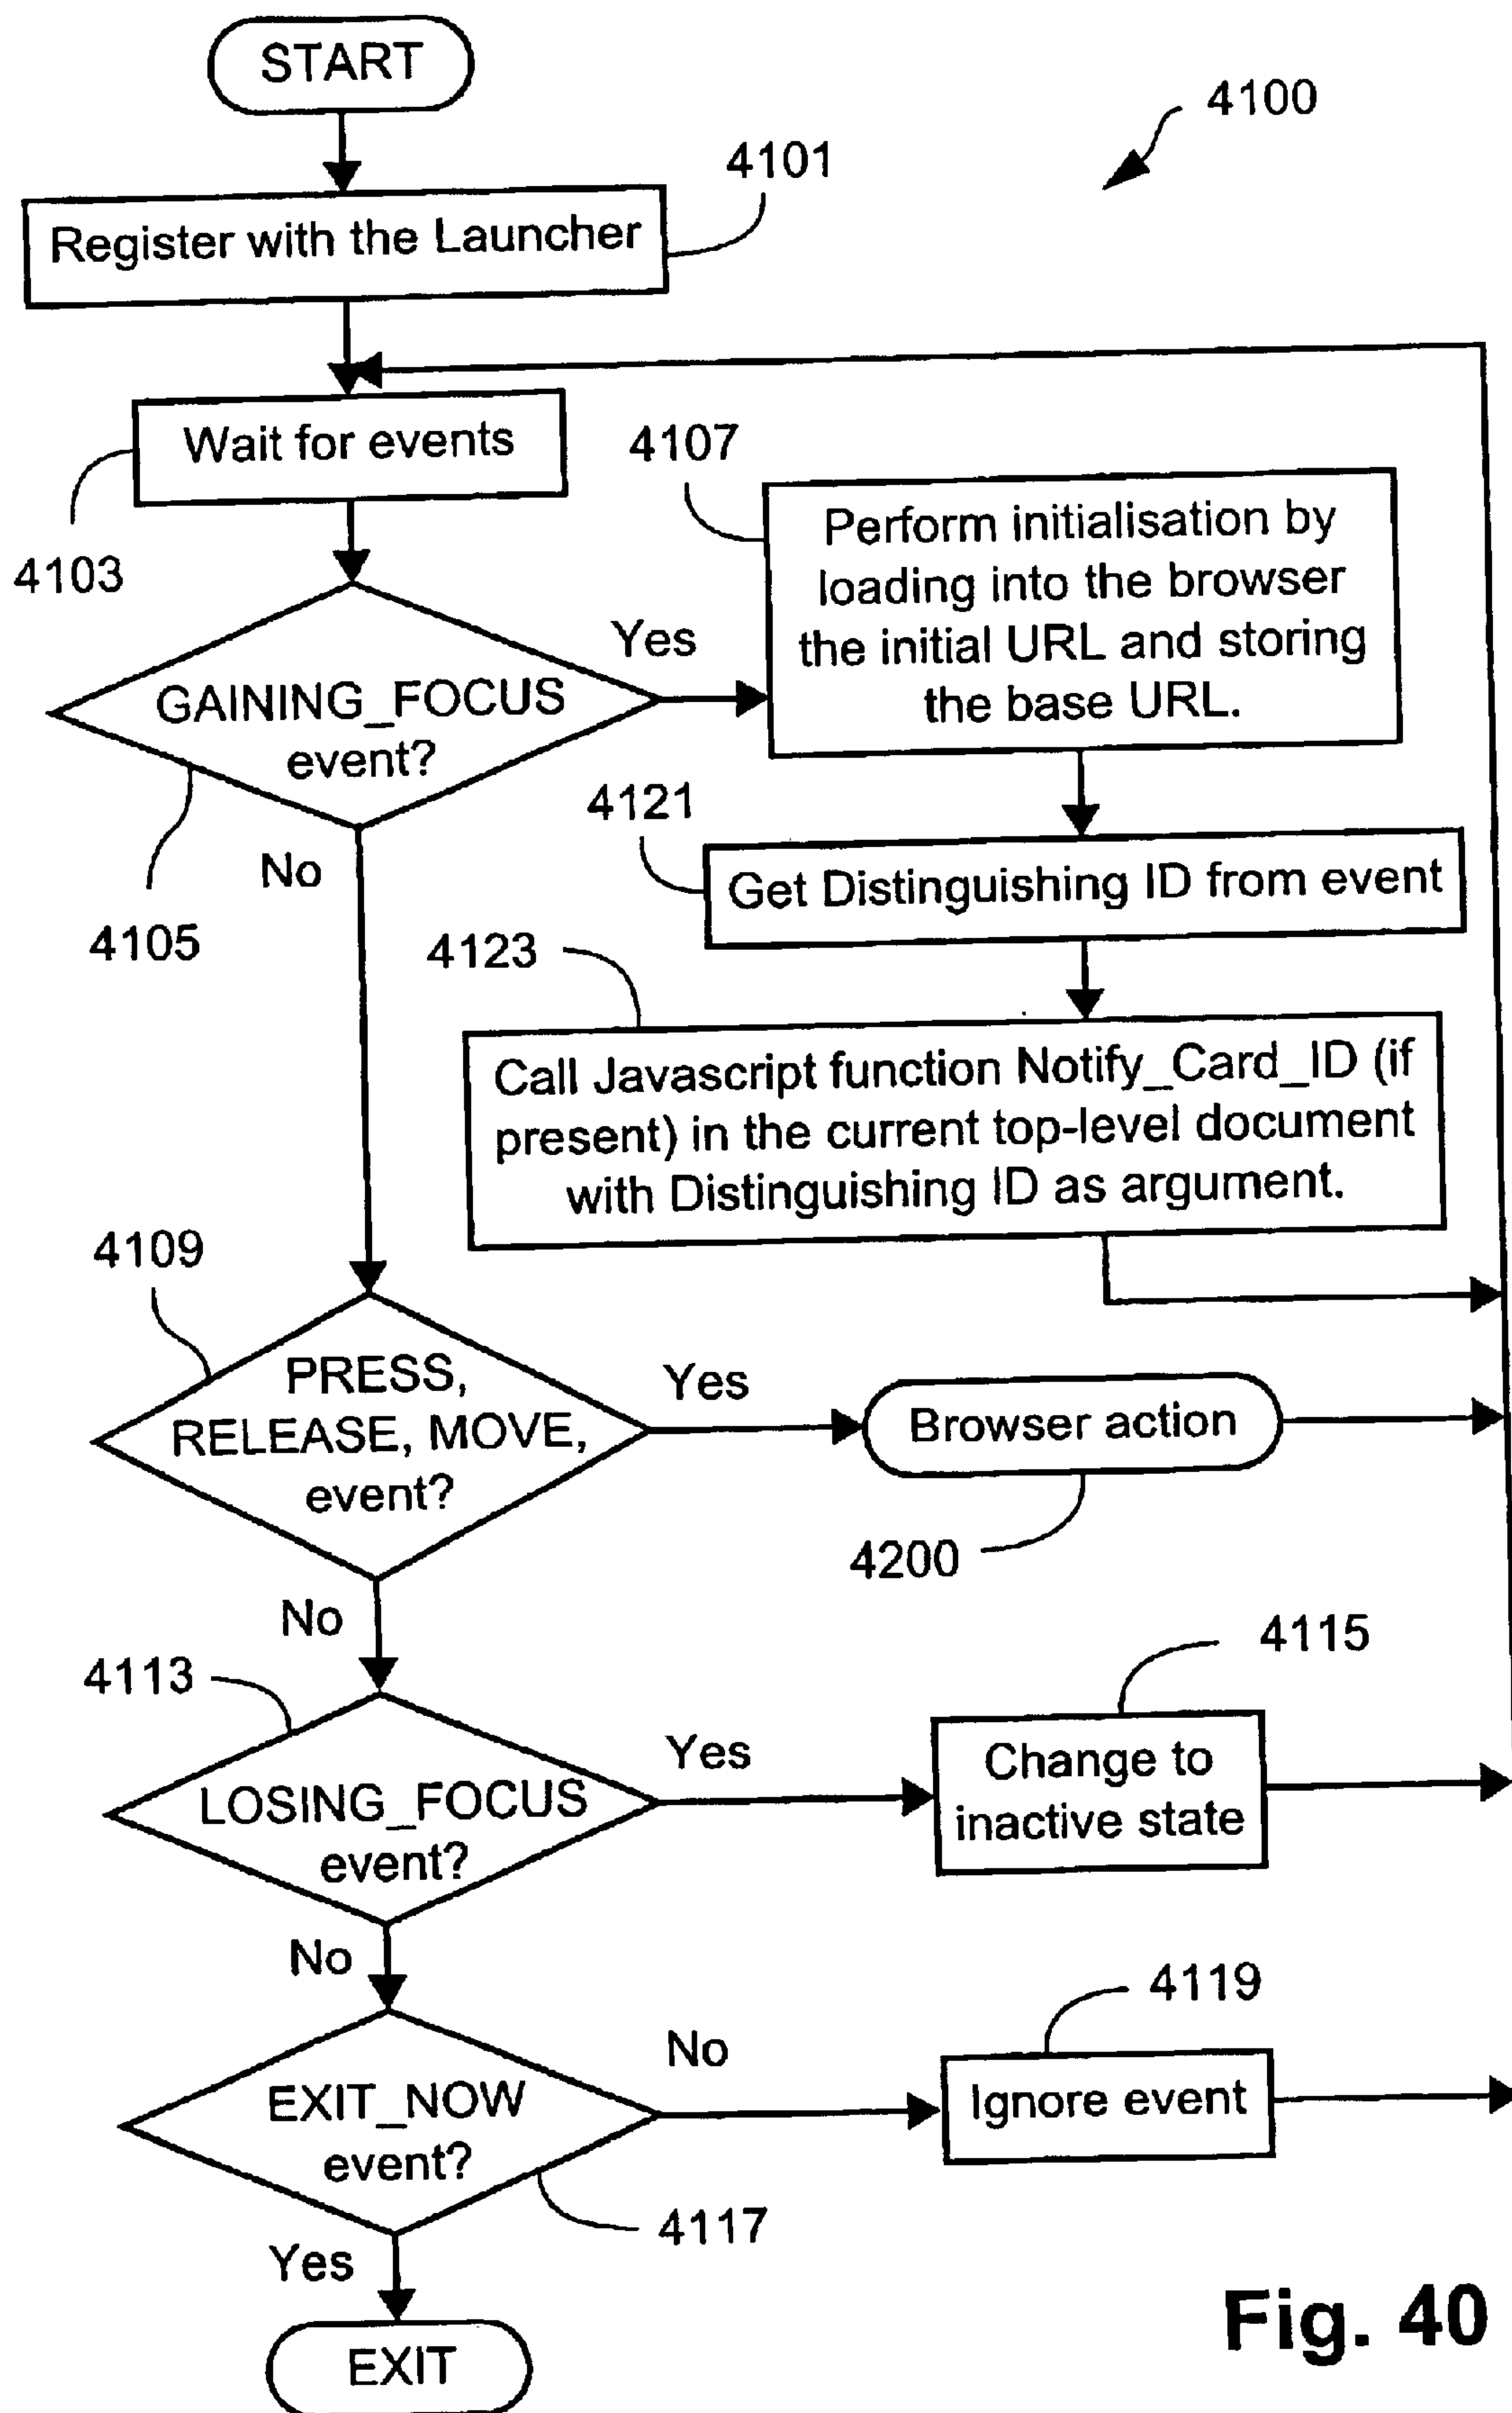 START
4100
4101
Register with the Launcher
Wait for events
4103
4107
Perform initialisation by
loading into the browser
the initial URL and storing
the base URL.
Yes
GAINING_FOCUS
event?
4105
No
4121
Get Distinguishing ID from event
4123
Call Javascript function Notify_Card_ID (if
present) in the current top-level document
with Distinguishing ID as argument.
4109
PRESS,
RELEASE, MOVE,
event?
Yes
Browser action
4200
No
4113
LOSING_FOCUS
event?
Yes
4115
Change to
inactive state
No
EXIT_NOW
event?
No
4119
Ignore event
4117
Yes
EXIT
Fig. 40